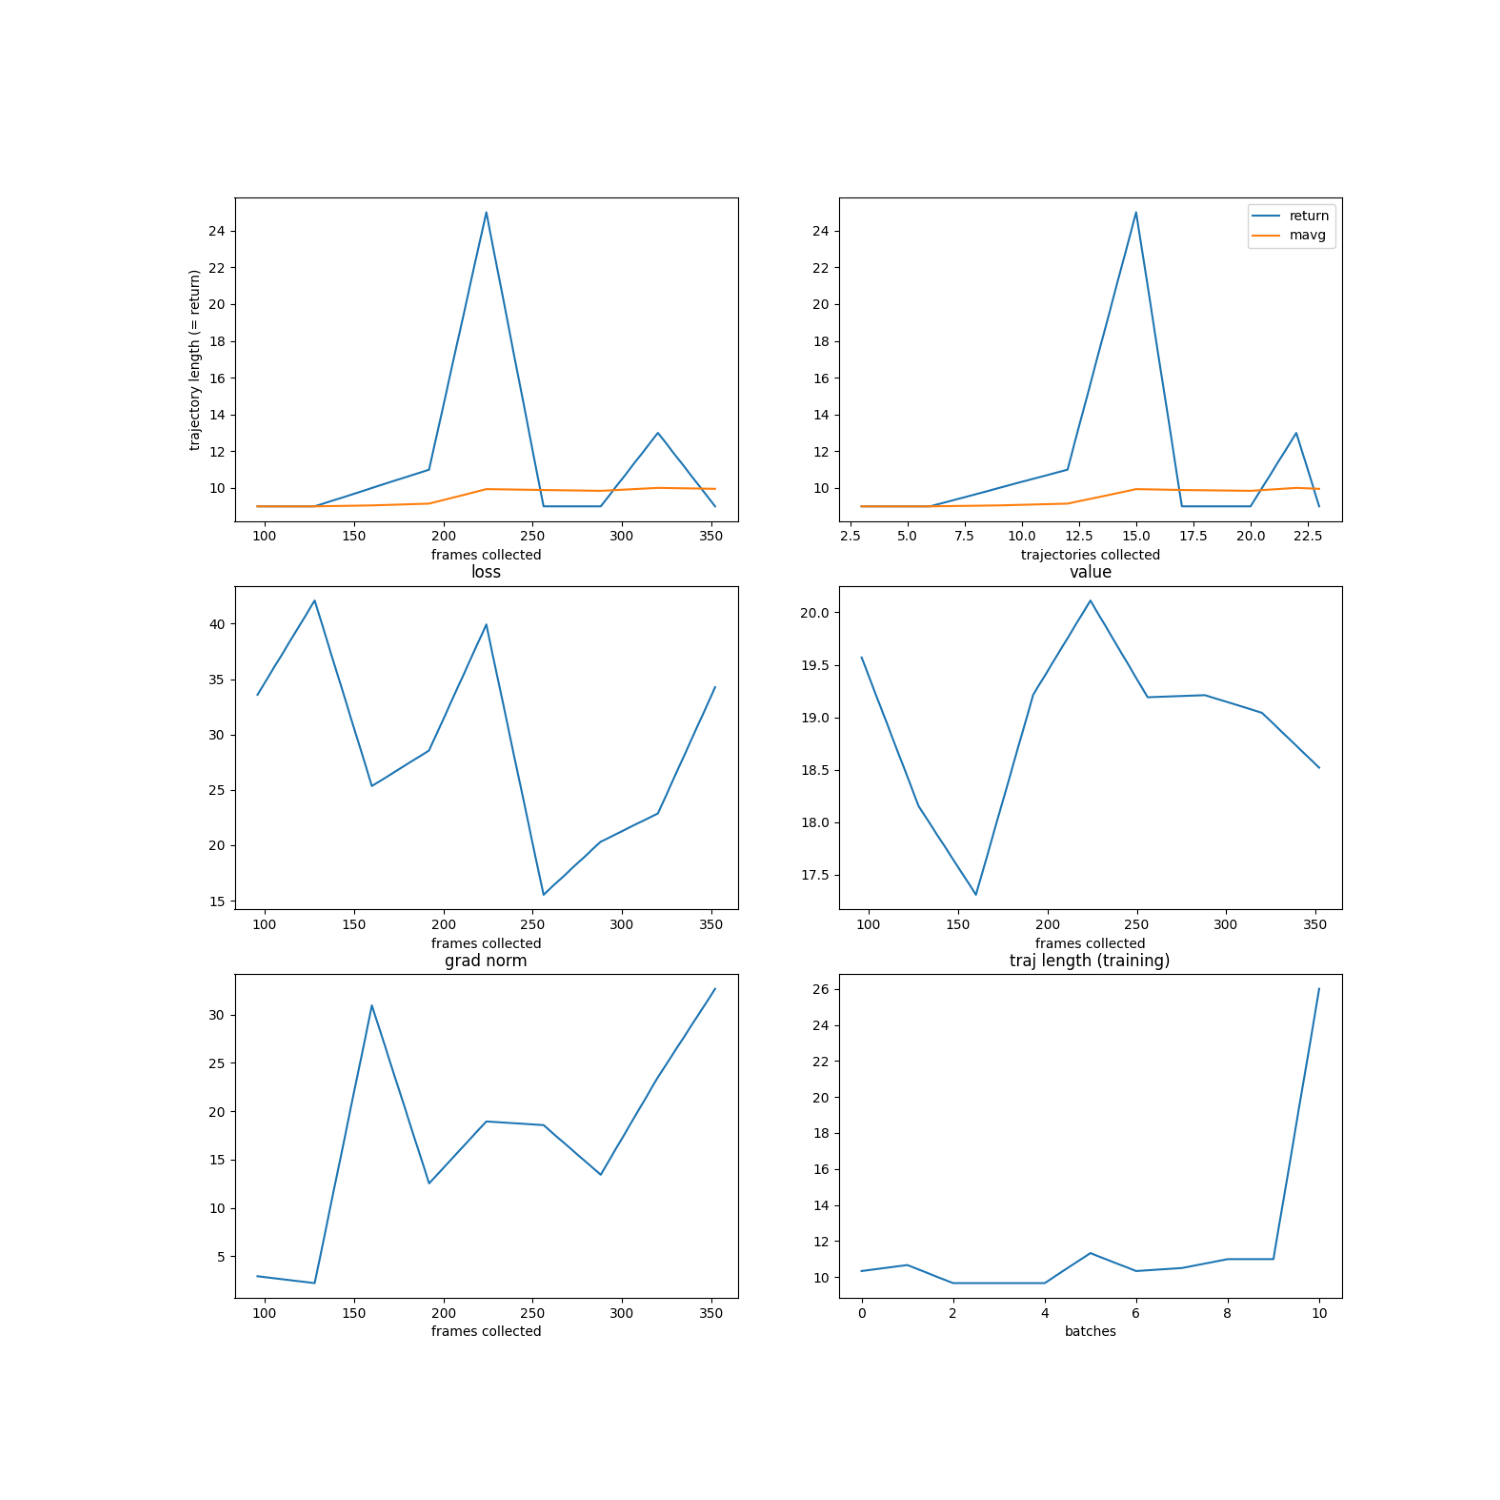 trajectory length (= return)
24
22
20
18
16
14
12
10
100 150 200 250 300 350
frames collected
return
mavg
24
22
20
18
16
14
12
10
2.5 5.0 7.5 10.0 12.5 15.0 17.5 20.0 22.5
trajectories collected
loss
40
35
30
25
20
15
100 150 200 250 300 350
frames collected
value
20.0
19.5
19.0
18.5
18.0
17.5
100 150 200 250 300 350
frames collected
grad norm
30
25
20
15
10
5
100 150 200 250 300 350
frames collected
traj length (training)
26
24
22
20
18
16
14
12
10
0 2 4 6 8 10
batches